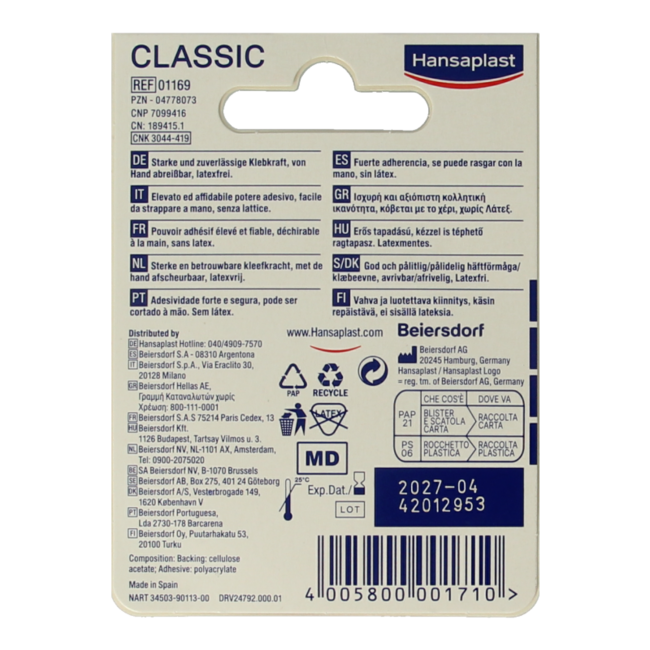 CLASSIC
Hansaplast
REF 01169
PZN - 04778073
CNP 7099416
CN: 189415.1
CNK 3044-419
DE Starke und zuverlässige Klebkraft, von
Hand abreißbar, latexfrei.
IT Elevato ed affidabile potere adesivo, facile
da strappare a mano, senza lattice.
FR Pouvoir adhésif élevé et fiable, déchirable
à la main, sans latex.
NL Sterke en betrouwbare kleefkracht, met de
hand afscheurbaar, latexvrij.
PT Adesividade forte e segura, pode ser
cortado à mão. Sem látex.
ES Fuerte adherencia, se puede rasgar con la
mano, sin látex.
GR Ισχυρή και αξιόπιστη κολλητική
ικανότητα, κόβεται με το χέρι, χωρίς Λάτεξ.
HU Erős tapadású, kézzel is téphető
ragtapasz. Latexmentes.
S/DK God och pålitlig/pålidelig häftförmåga/
klæbeevne, avrivbar/afrivelig, Latexfri.
FI Vahva ja luotettava kiinnitys, käsin
repäistävä, ei sisällä lateksia.
Distributed by
DE Hansaplast Hotline: 040/4909-7570
ES Beiersdorf S.A - 08310 Argentona
IT Beiersdorf S.p.A., Via Eraclito 30,
20128 Milano
GR Beiersdorf Hellas AE,
Γραμμή Καταναλωτών χωρίς
Χρέωση: 800-111-0001
FR Beiersdorf S.A.S 75214 Paris Cedex, 13
HU Beiersdorf Kft.
1126 Budapest, Tartsay Vilmos u. 3.
NL Beiersdorf NV, NL-1101 AX, Amsterdam,
Tel: 0900-2075020
BE SA Beiersdorf NV, B-1070 Brussels
SE Beiersdorf AB, Box 275, 401 24 Göteborg
DK Beiersdorf A/S, Vesterbrogade 149,
1620 København V
PT Beiersdorf Portuguesa,
Lda 2730-178 Barcarena
FI Beiersdorf Oy, Puutarhakatu 53,
20100 Turku
Composition: Backing: cellulose
acetate; Adhesive: polyacrylate
Made in Spain
NART 34503-90113-00 DRV24792.000.01
www.Hansaplast.com
PAP
RECYCLE
LATEX
MD
25°C
Exp.Dat./
LOT
Beiersdorf
Beiersdorf AG
20245 Hamburg, Germany
Hansaplast / Hansaplast Logo
= reg. tm. of Beiersdorf AG, Germany
CHE COS'È DOVE VA
PAP 21 BLISTER E SCATOLA CARTA RACCOLTA CARTA
PS 06 ROCCHETTO PLASTICA RACCOLTA PLASTICA
2027-04
42012953
4 005800 001710 >